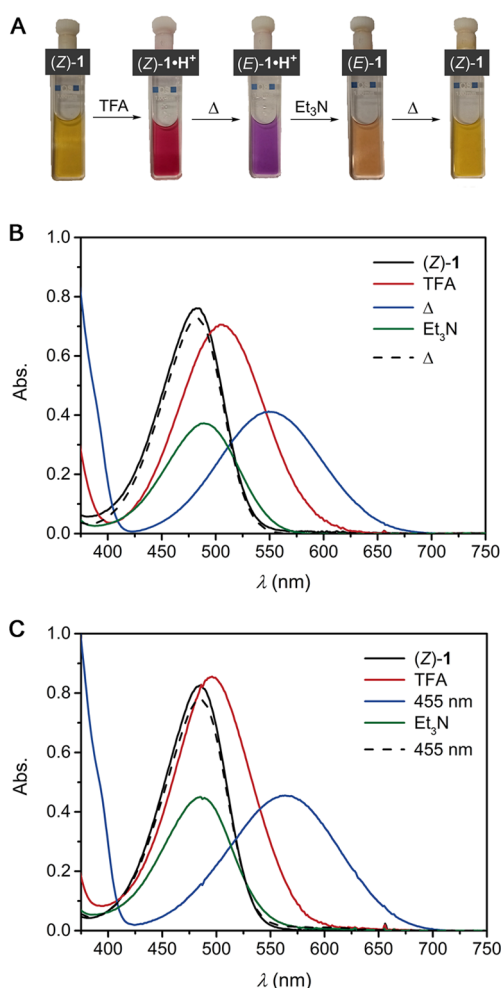 A
(Z)-1
(Z)-1•H⁺
(E)-1•H⁺
(E)-1
(Z)-1
TFA
Δ
Et₃N
Δ
B
1.0
0.8
0.6
0.4
0.2
0.0
Abs.
(Z)-1
TFA
Δ
Et₃N
Δ
400 450 500 550 600 650 700 750
λ (nm)
C
1.0
0.8
0.6
0.4
0.2
0.0
Abs.
(Z)-1
TFA
455 nm
Et₃N
455 nm
400 450 500 550 600 650 700 750
λ (nm)